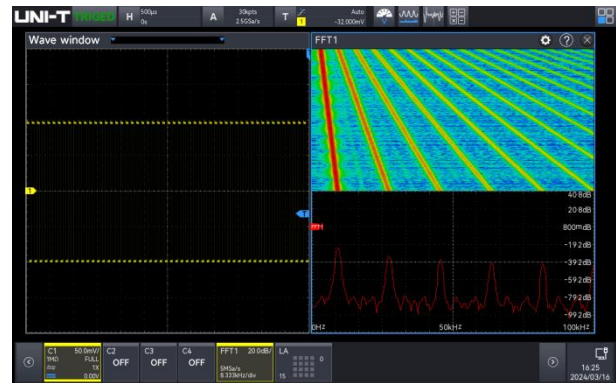 UNI-T TRIGED H 500μs 0s A 30kpts 2.5GSa/s T 1 Auto -32.000mV
Wave window
FFT1
1
T
40.8dB
20.8dB
FFT1 800mdB
-19.2dB
-39.2dB
-59.2dB
-79.2dB
-99.2dB
0HZ 50kHZ 100kHZ
C1 50.0mV/
1MΩ FULL
1X
0.00V
C2
OFF
C3
OFF
C4
OFF
FFT1 20.0dB/
5MSa/s
8.333kHz/div
LA
0
15
16:25
2024/03/16